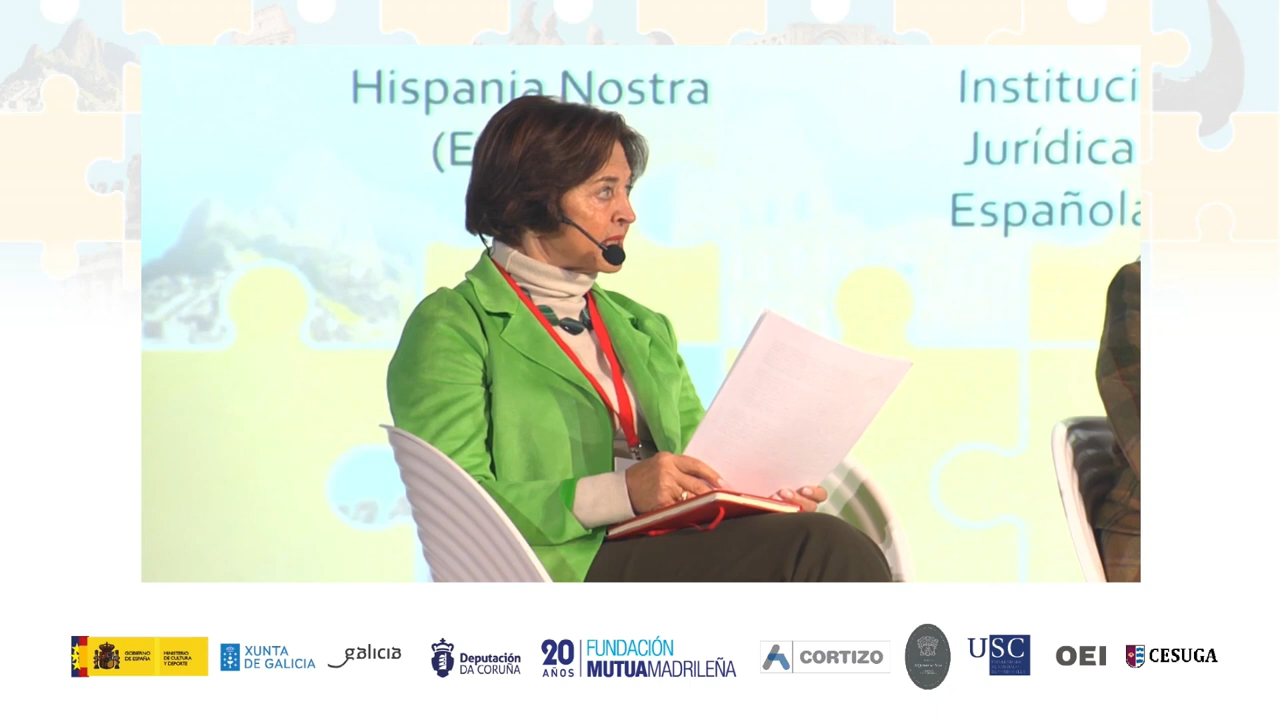 Hispania Nostra
(E
Instituci
Jurídica
Española
GOBIERNO
DE ESPAÑA
MINISTERIO
DE CULTURA
Y DEPORTE
XUNTA
DE GALICIA
galicia
Deputación
DA CORUÑA
20
AÑOS
FUNDACIÓN
MUTUAMADRILEÑA
CORTIZO
USC
OEI
CESUGA